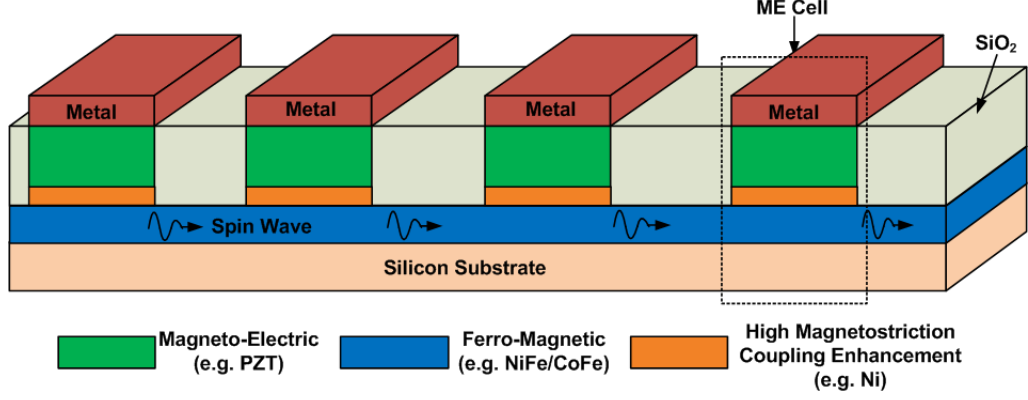 ME Cell
SiO₂
Metal
Metal
Metal
Metal
Spin Wave
Silicon Substrate
Magneto-Electric
(e.g. PZT)
Ferro-Magnetic
(e.g. NiFe/CoFe)
High Magnetostriction
Coupling Enhancement
(e.g. Ni)